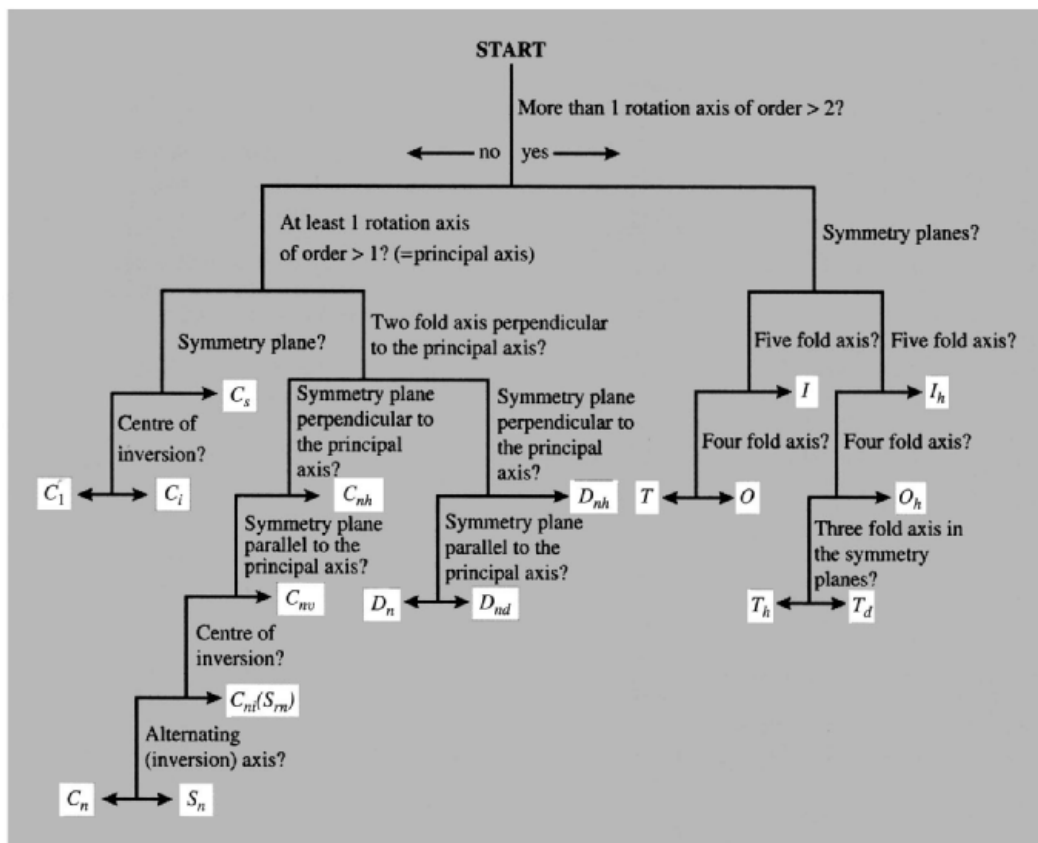 START
More than 1 rotation axis of order > 2?
no yes
At least 1 rotation axis
of order > 1? (=principal axis)
Symmetry planes?
Symmetry plane?
Two fold axis perpendicular
to the principal axis?
Five fold axis?
Five fold axis?
C_s
Symmetry plane
perpendicular to
the principal
axis?
Symmetry plane
perpendicular to
the principal
axis?
I
I_h
Centre of
inversion?
Four fold axis?
Four fold axis?
C_1
C_i
C_nh
D_nh
T
O
O_h
Symmetry plane
parallel to the
principal axis?
Symmetry plane
parallel to the
principal axis?
Three fold axis in
the symmetry
planes?
C_nv
D_n
D_nd
T_h
T_d
Centre of
inversion?
C_ni(S_rn)
Alternating
(inversion) axis?
C_n
S_n